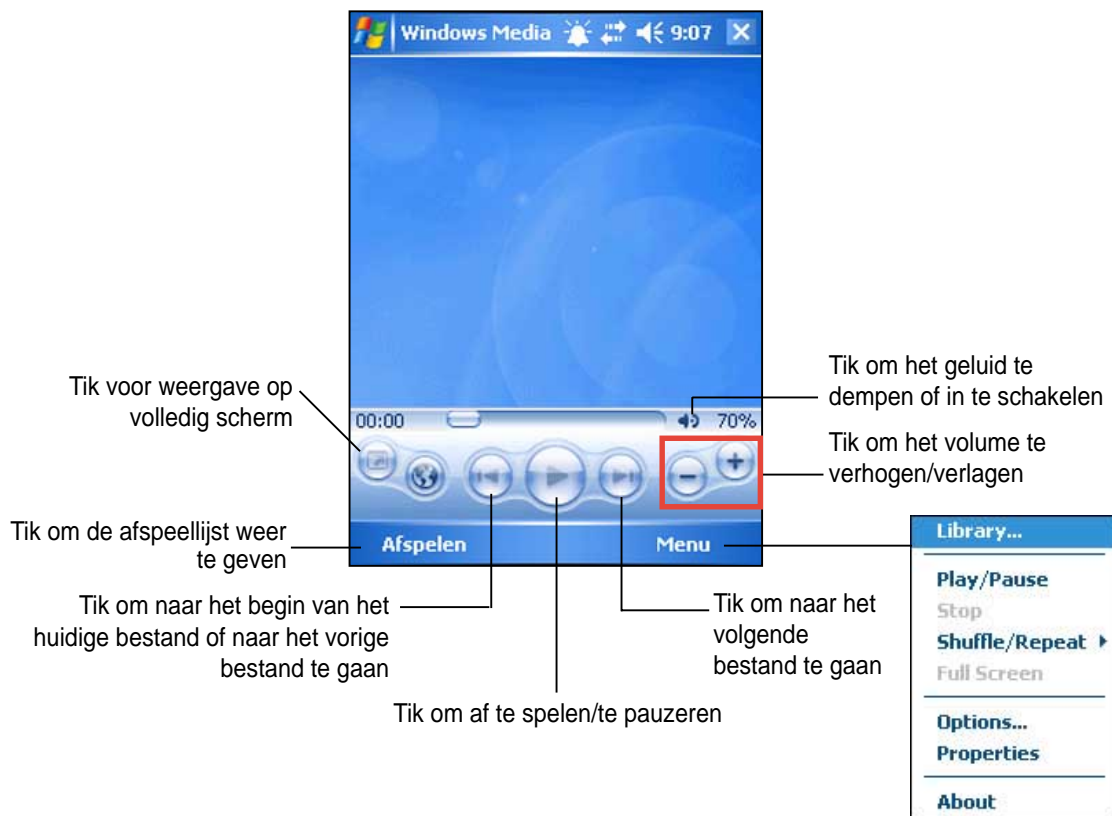 Windows Media 9:07
Tik om het geluid te
dempen of in te schakelen
Tik voor weergave op
volledig scherm
00:00
70%
Tik om het volume te
verhogen/verlagen
Tik om de afspeellijst weer
te geven
Afspelen
Menu
Tik om naar het begin van het
huidige bestand of naar het vorige
bestand te gaan
Tik om naar het
volgende
bestand te gaan
Tik om af te spelen/te pauzeren
Library...
Play/Pause
Stop
Shuffle/Repeat
Full Screen
Options...
Properties
About